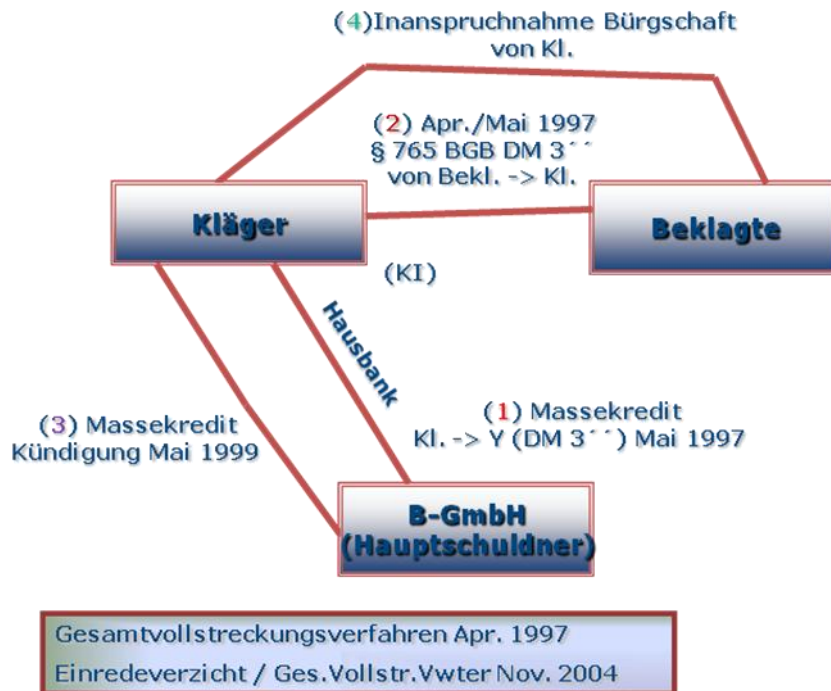 (4)Inanspruchnahme Bürgschaft
von Kl.
(2) Apr./Mai 1997
§ 765 BGB DM 3´´
von Bekl. -> Kl.
Kläger
Beklagte
(KI)
Hausbank
(3) Massekredit
Kündigung Mai 1999
(1) Massekredit
Kl. -> Y (DM 3´´) Mai 1997
B-GmbH
(Hauptschuldner)
Gesamtvollstreckungsverfahren Apr. 1997
Einredeverzicht / Ges.Vollstr.Vwter Nov. 2004